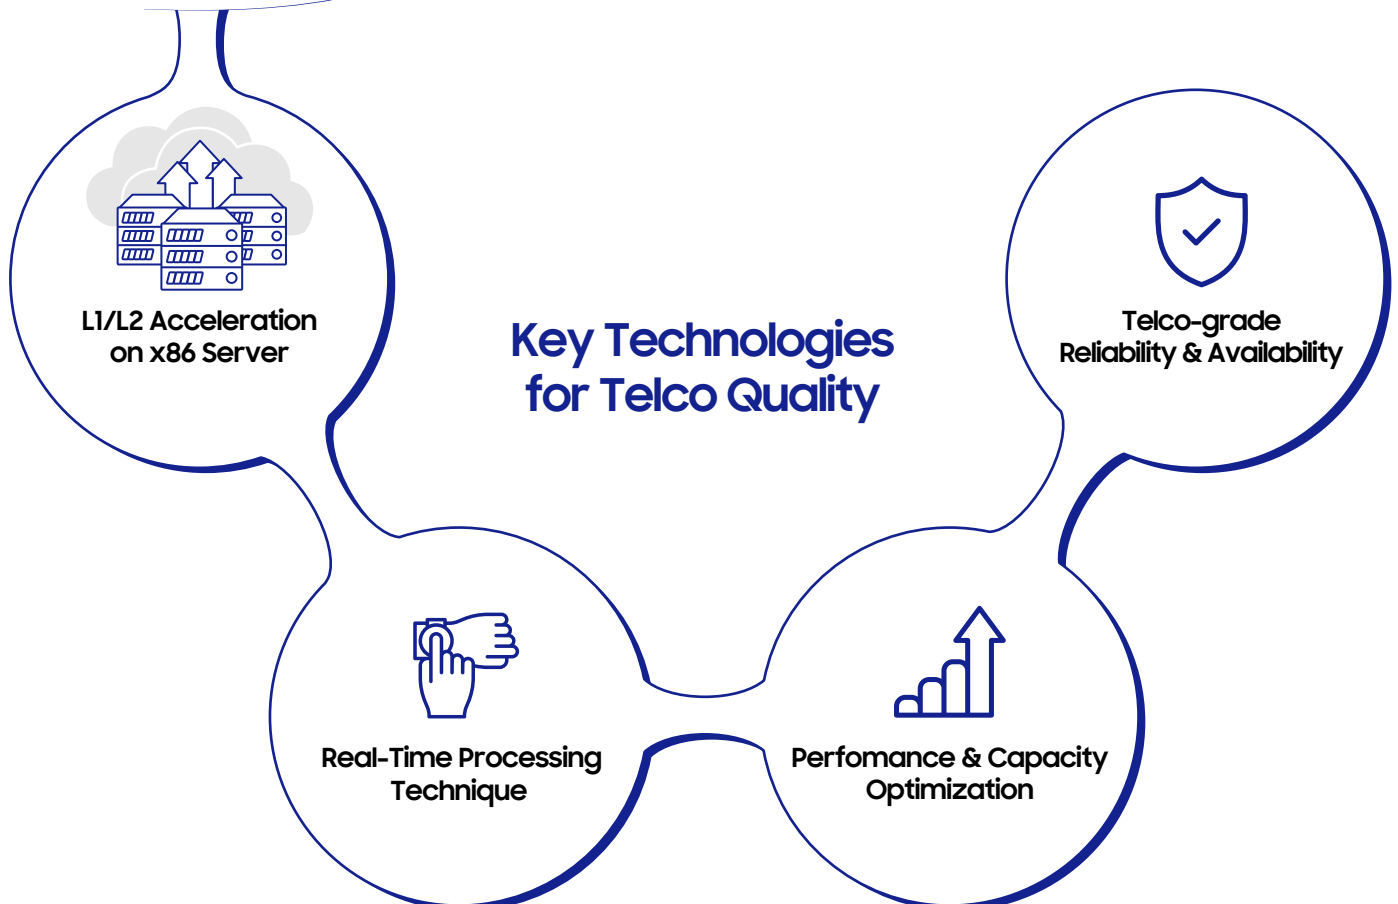 L1/L2 Acceleration
on x86 Server
Key Technologies
for Telco Quality
Telco-grade
Reliability & Availability
Real-Time Processing
Technique
Perfomance & Capacity
Optimization